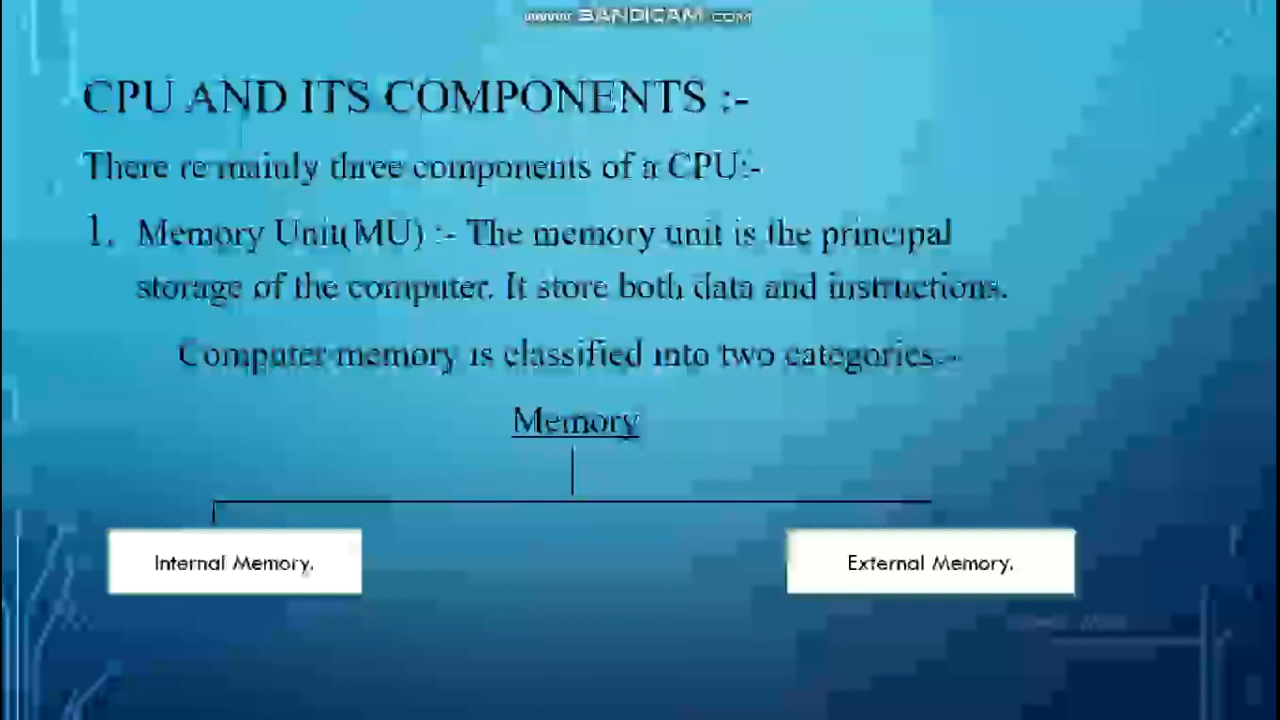 www.BANDICAM.COM
CPU AND ITS COMPONENTS :-
There re mainly three components of a CPU:-
1. Memory Unit(MU) :- The memory unit is the principal
storage of the computer. It store both data and instructions.
Computer memory is classified into two categories:-
Memory
Internal Memory.
External Memory.